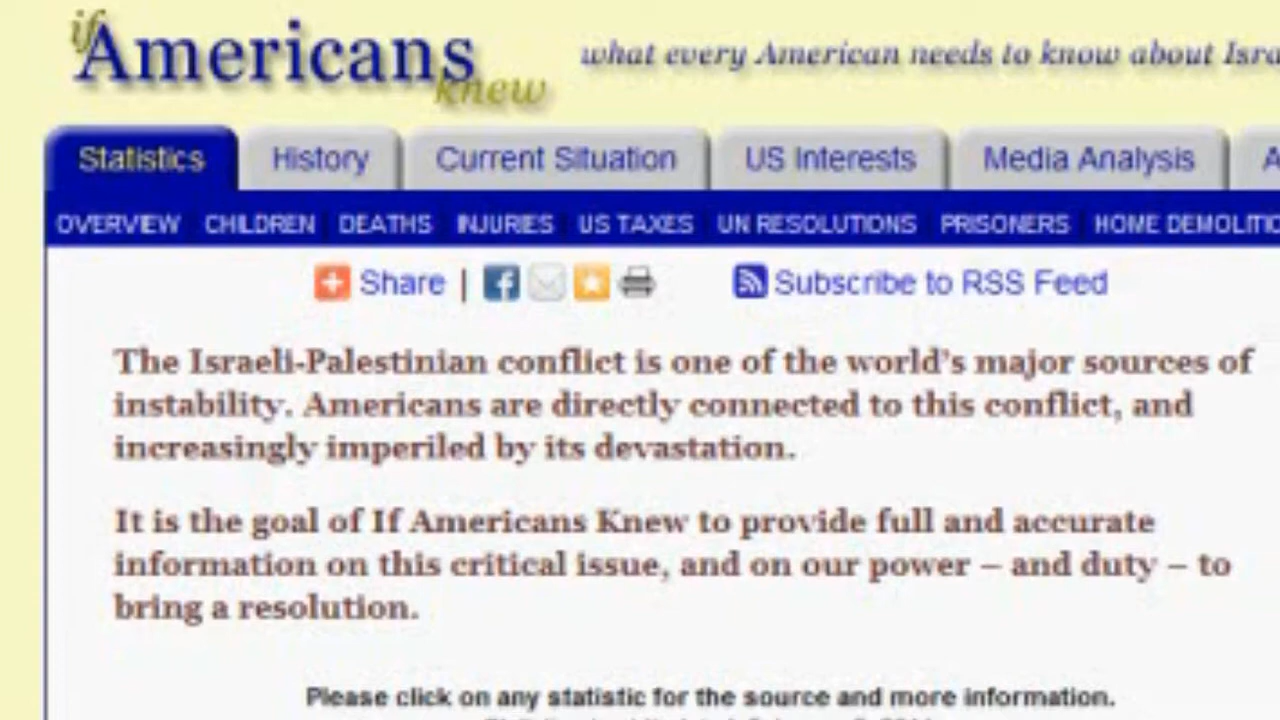 if Americans knew
what every American needs to know about
Statistics History Current Situation US Interests Media Analysis
OVERVIEW CHILDREN DEATHS INJURIES US TAXES UN RESOLUTIONS PRISONERS HOME
Share | Subscribe to RSS Feed
The Israeli-Palestinian conflict is one of the world's major sources of
instability. Americans are directly connected to this conflict, and
increasingly imperiled by its devastation.
It is the goal of If Americans Knew to provide full and accurate
information on this critical issue, and on our power – and duty – to
bring a resolution.
Please click on any statistic for the source and more information.